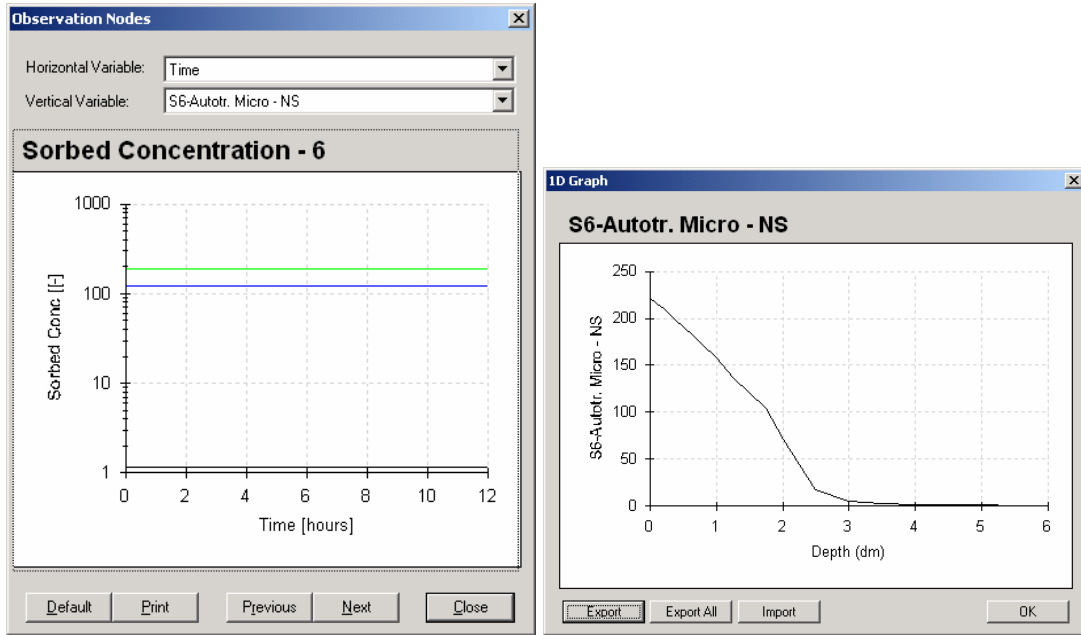 Observation Nodes
Horizontal Variable: Time
Vertical Variable: S6-Autotr. Micro - NS
Sorbed Concentration - 6
1000
100
10
1
Sorbed Conc [-]
0 2 4 6 8 10 12
Time [hours]
Default Print Previous Next Close
1D Graph
S6-Autotr. Micro - NS
250
200
150
100
50
0
S6-Autotr. Micro - NS
0 1 2 3 4 5 6
Depth (dm)
Export Export All Import OK